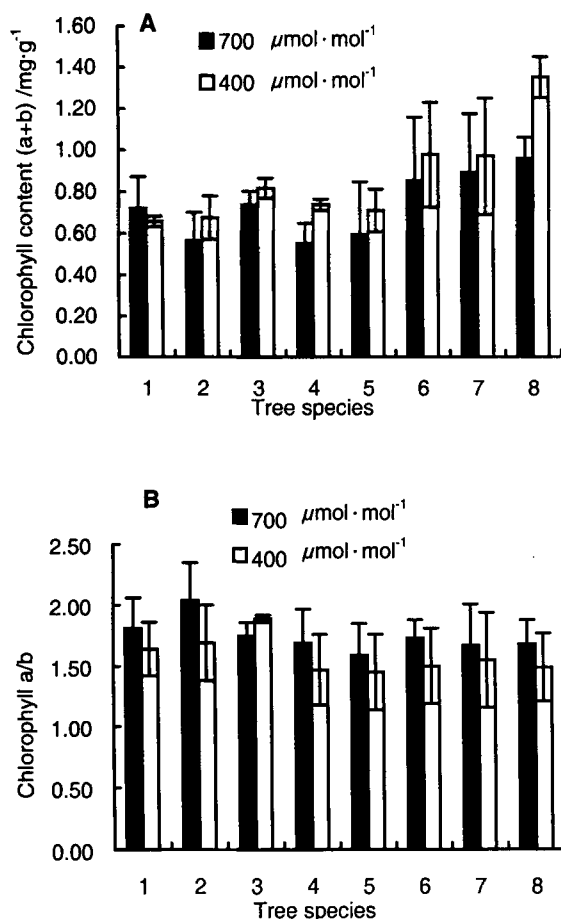 A
700 μmol·mol⁻¹
400 μmol·mol⁻¹
Chlorophyll content (a+b) /mg·g⁻¹
1.60
1.40
1.20
1.00
0.80
0.60
0.40
0.20
0.00
1 2 3 4 5 6 7 8
Tree species
B
700 μmol·mol⁻¹
400 μmol·mol⁻¹
Chlorophyll a/b
2.50
2.00
1.50
1.00
0.50
0.00
1 2 3 4 5 6 7 8
Tree species